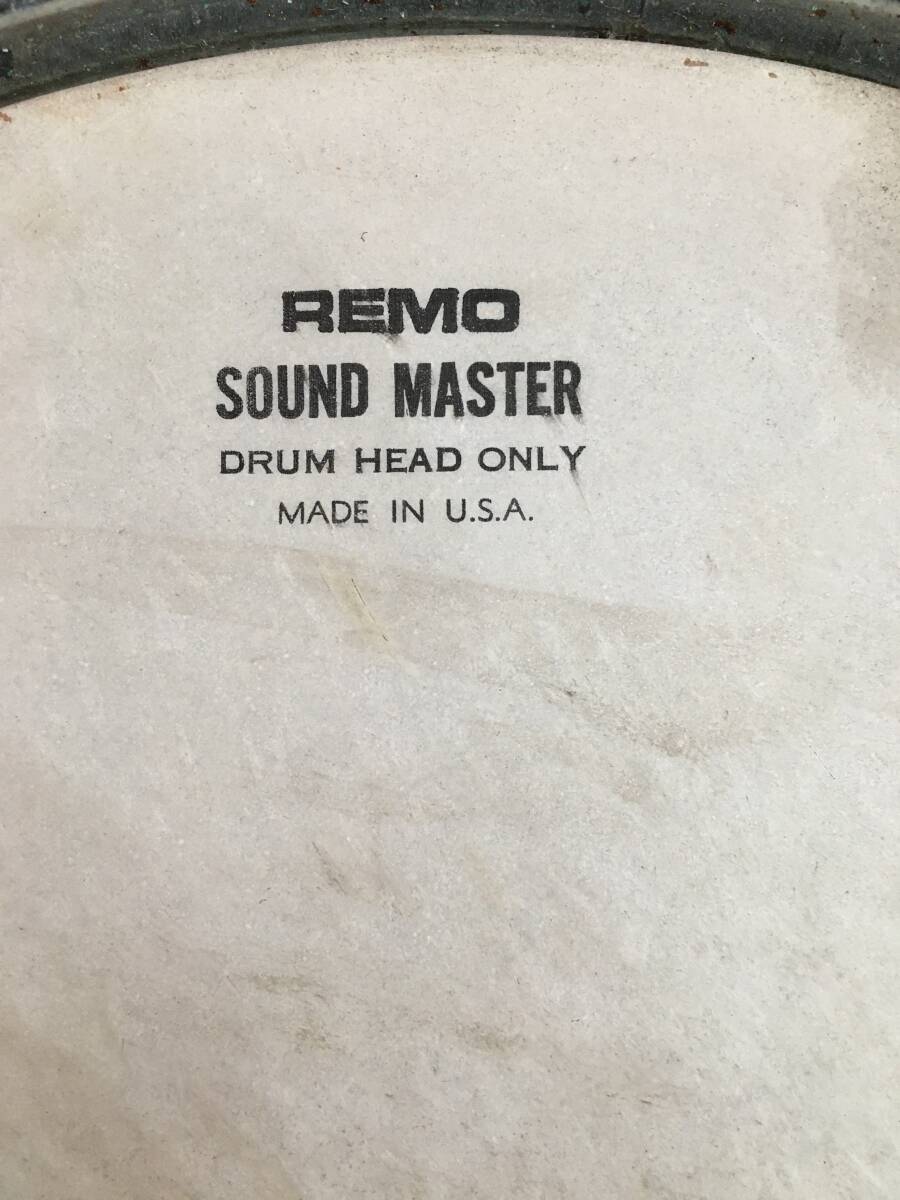 REMO
SOUND MASTER
DRUM HEAD ONLY
MADE IN U.S.A.